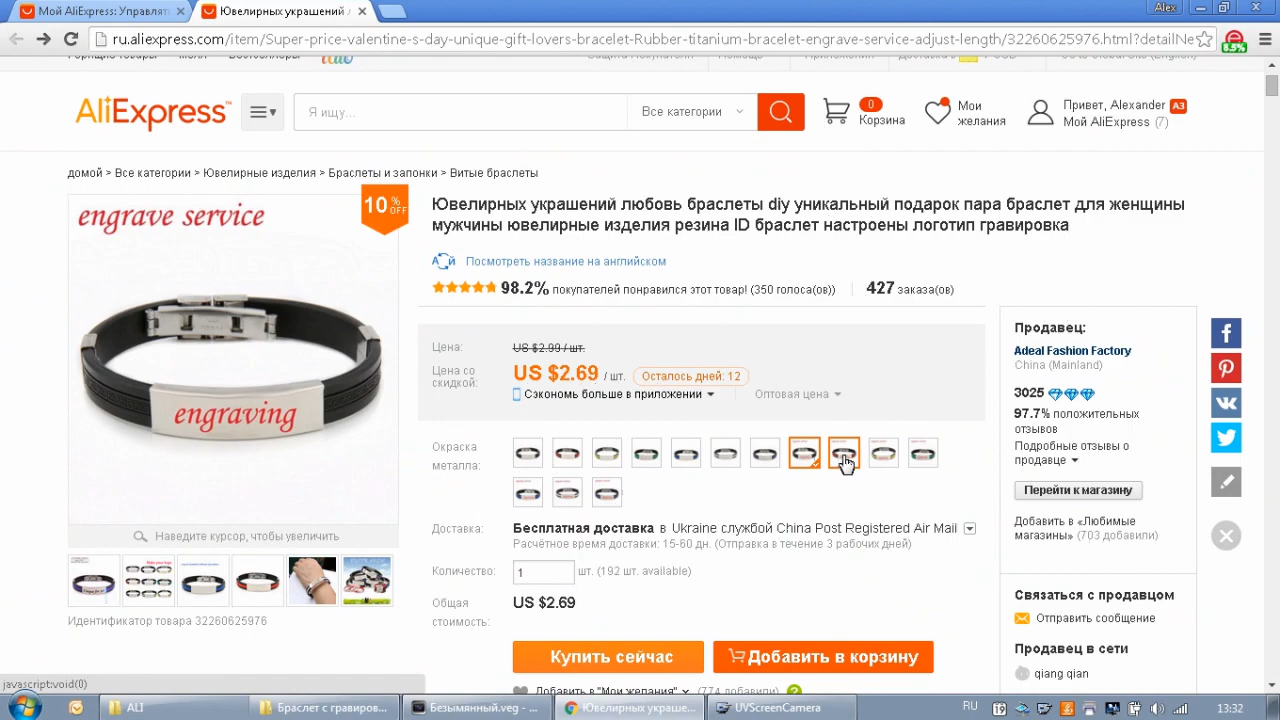 Мой AliExpress: Управлят
Ювелирных украшений
Alex
ru.aliexpress.com/item/Super-price-valentine-s-day-unique-gift-lovers-bracelet-Rubber-titanium-bracelet-engrave-service-adjust-length/32260625976.html?detailNe
8.5%
AliExpress™
Я ищу...
Все категории
0
Корзина
Мои
желания
Привет, Alexander A3
Мой AliExpress (7)
домой > Все категории > Ювелирные изделия > Браслеты и запонки > Витые браслеты
engrave service
10 % OFF
engraving
Ювелирных украшений любовь браслеты diy уникальный подарок пара браслет для женщины
мужчины ювелирные изделия резина ID браслет настроены логотип гравировка
Посмотреть название на английском
98.2% покупателей понравился этот товар! (350 голоса(ов))
427 заказа(ов)
Цена:
US $2.99 / шт.
Цена со
скидкой:
US $2.69 / шт.
Осталось дней: 12
Сэкономь больше в приложении
Оптовая цена
Окраска
металла:
Доставка:
Бесплатная доставка в Ukraine службой China Post Registered Air Mail
Расчётное время доставки: 15-60 дн. (Отправка в течение 3 рабочих дней)
Количество:
1
шт. (192 шт. available)
Общая
стоимость:
US $2.69
Купить сейчас
Добавить в корзину
Добавить в "Мои желания"
(774 добавили)
?
Наведите курсор, чтобы увеличить
Идентификатор товара 32260625976
Продавец:
Adeal Fashion Factory
China (Mainland)
3025
97.7% положительных
отзывов
Подробные отзывы о
продавце
Перейти к магазину
Добавить в «Любимые
магазины» (703 добавили)
Связаться с продавцом
Отправить сообщение
Продавец в сети
qiang qian
javascript:void(0)
ALI
Браслет с гравиров...
Безымянный.veg - ...
Ювелирных украше...
UVScreenCamera
RU
19
13:32